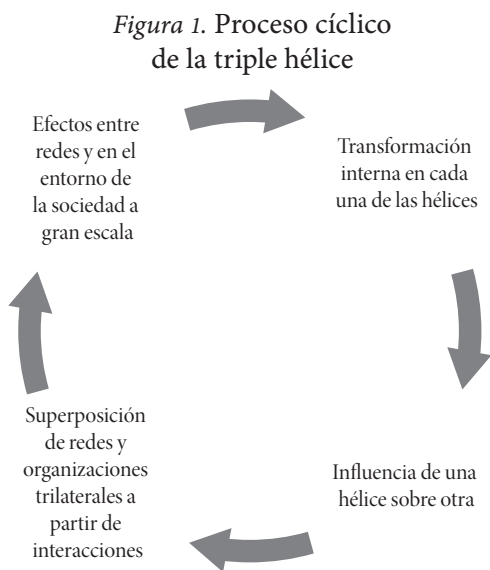 Figura 1. Proceso cíclico
de la triple hélice
Efectos entre
redes y en el
entorno de
la sociedad a
gran escala
Transformación
interna en cada
una de las hélices
Influencia de una
hélice sobre otra
Superposición
de redes y
organizaciones
trilaterales a
partir de
interacciones